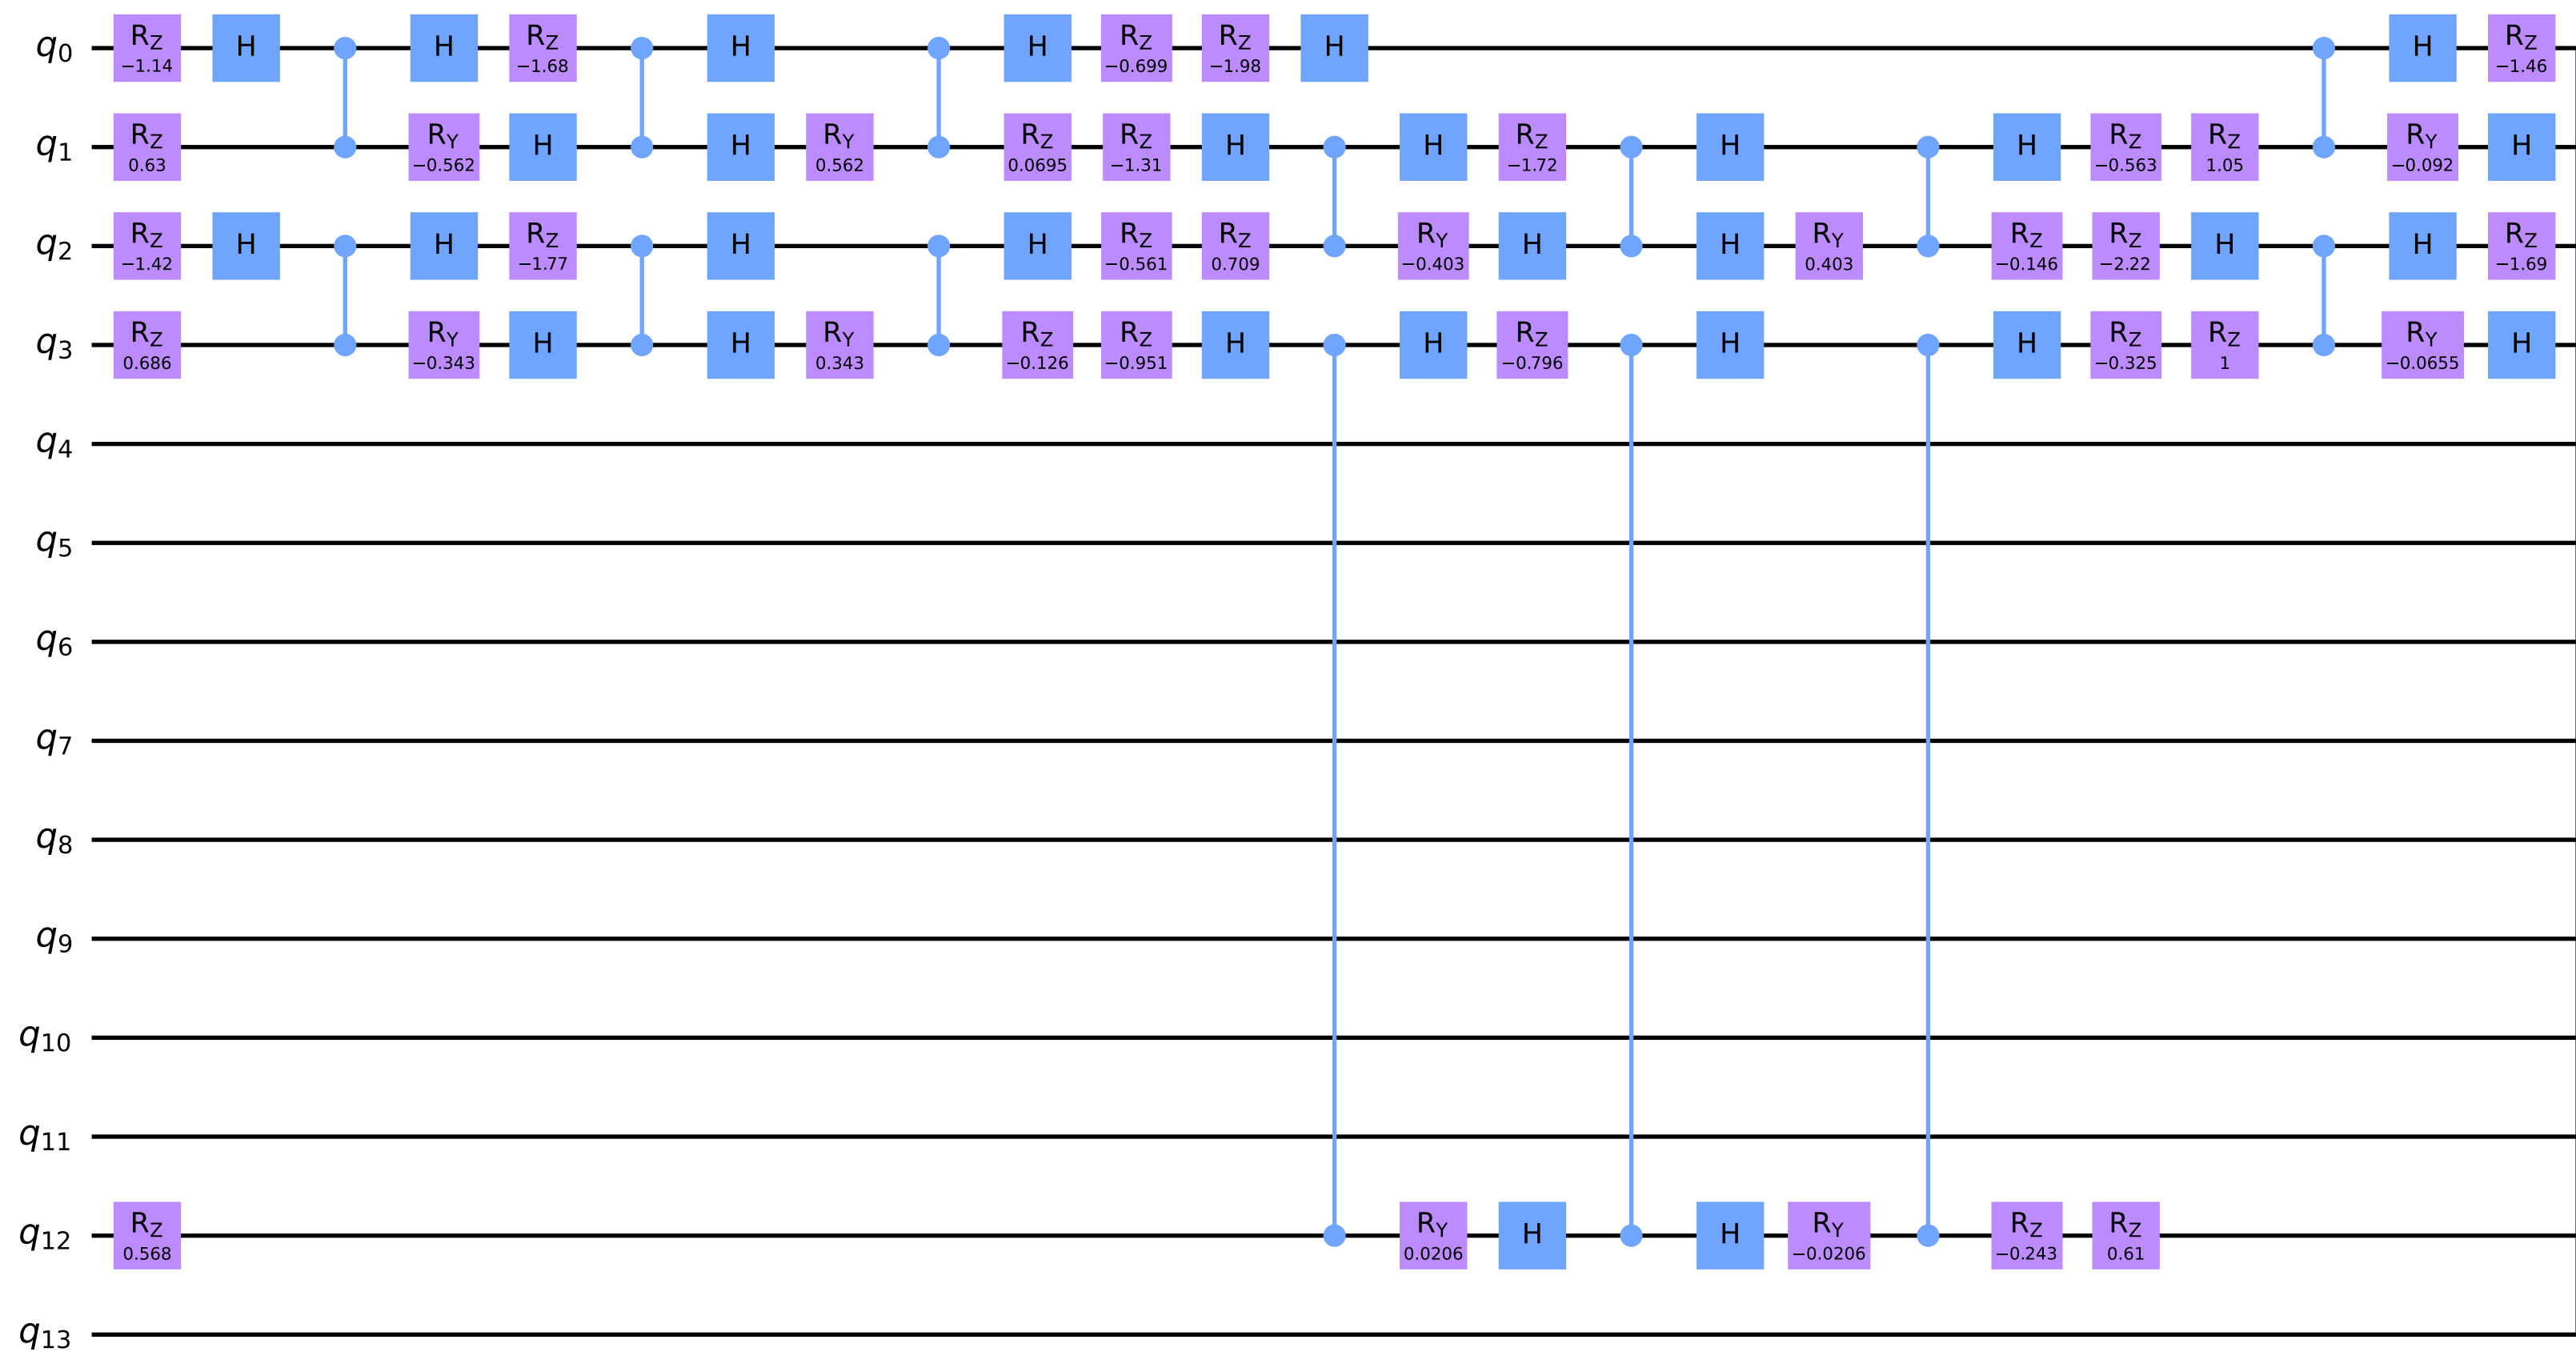 q0 RZ −1.14 H H RZ −1.68 H H RZ −0.699 RZ −1.98 H H RZ −1.46
q1 RZ 0.63 RY −0.562 H H RY 0.562 RZ 0.0695 RZ −1.31 H H RZ −1.72 H H RZ −0.563 RZ 1.05 RY −0.092 H
q2 RZ −1.42 H H RZ −1.77 H H RZ −0.561 RZ 0.709 RY −0.403 H H RY 0.403 RZ −0.146 RZ −2.22 H H RZ −1.69
q3 RZ 0.686 RY −0.343 H H RY 0.343 RZ −0.126 RZ −0.951 H H RZ −0.796 H H RZ −0.325 RZ 1 RY −0.0655 H
q4
q5
q6
q7
q8
q9
q10
q11
q12 RZ 0.568 RY 0.0206 H H RY −0.0206 RZ −0.243 RZ 0.61
q13